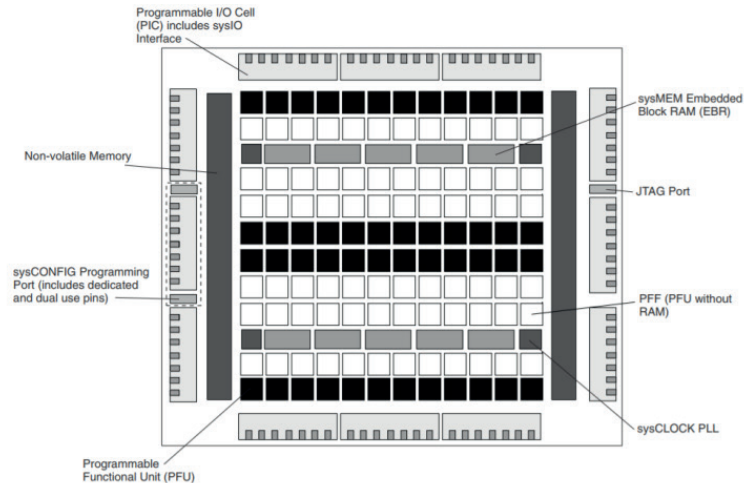 Programmable I/O Cell
(PIC) includes sysIO
Interface
sysMEM Embedded
Block RAM (EBR)
Non-volatile Memory
JTAG Port
sysCONFIG Programming
Port (includes dedicated
and dual use pins)
PFF (PFU without
RAM)
sysCLOCK PLL
Programmable
Functional Unit (PFU)